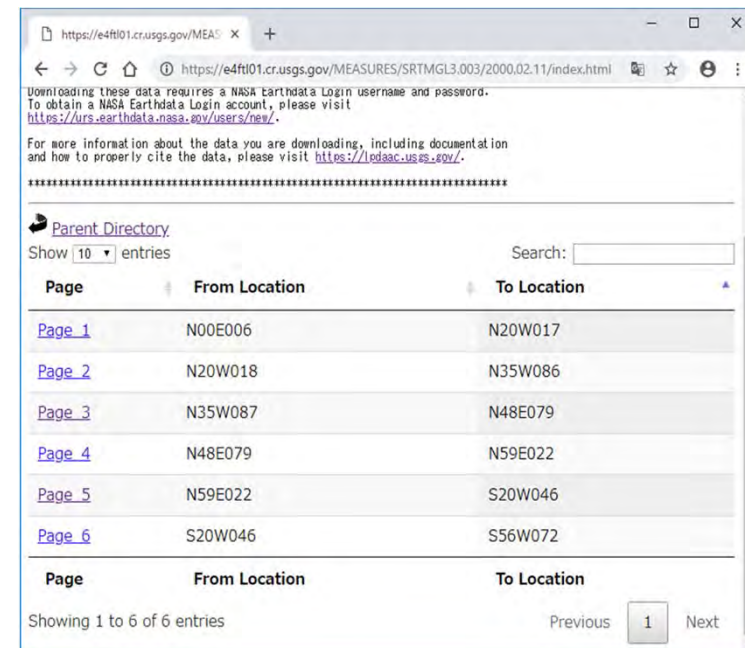 https://e4ftl01.cr.usgs.gov/MEAS
https://e4ftl01.cr.usgs.gov/MEASURES/SRTMGL3.003/2000.02.11/index.html
Downloading these data requires a NASA Earthdata Login username and password.
To obtain a NASA Earthdata Login account, please visit
https://urs.earthdata.nasa.gov/users/new/.
For more information about the data you are downloading, including documentation
and how to properly cite the data, please visit https://lpdaac.usgs.gov/.
********************************************************************************
Parent Directory
Show 10 entries Search:
Page From Location To Location
Page 1 N00E006 N20W017
Page 2 N20W018 N35W086
Page 3 N35W087 N48E079
Page 4 N48E079 N59E022
Page 5 N59E022 S20W046
Page 6 S20W046 S56W072
Page From Location To Location
Showing 1 to 6 of 6 entries Previous 1 Next